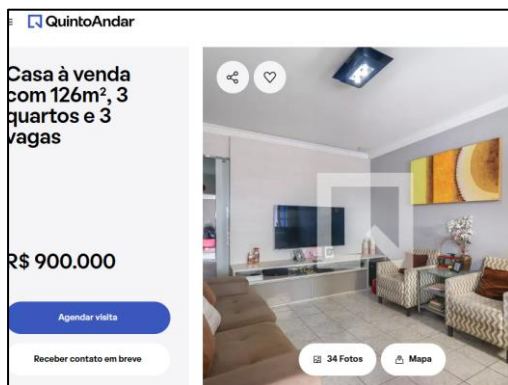 QuintoAndar
Casa à venda
com 126m², 3
quartos e 3
vagas
R$ 900.000
Agendar visita
Receber contato em breve
34 Fotos
Mapa